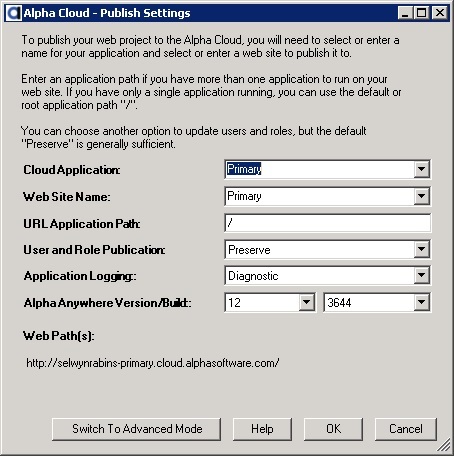 Alpha Cloud - Publish Settings
To publish your web project to the Alpha Cloud, you will need to select or enter a
name for your application and select or enter a web site to publish it to.
Enter an application path if you have more than one application to run on your
web site. If you have only a single application running, you can use the default or
root application path "/".
You can choose another option to update users and roles, but the default
"Preserve" is generally sufficient.
Cloud Application: Primary
Web Site Name: Primary
URL Application Path: /
User and Role Publication: Preserve
Application Logging:: Diagnostic
Alpha Anywhere Version/Build:: 12 3644
Web Path(s):
http://selwynrabins-primary.cloud.alphasoftware.com/
Switch To Advanced Mode Help OK Cancel